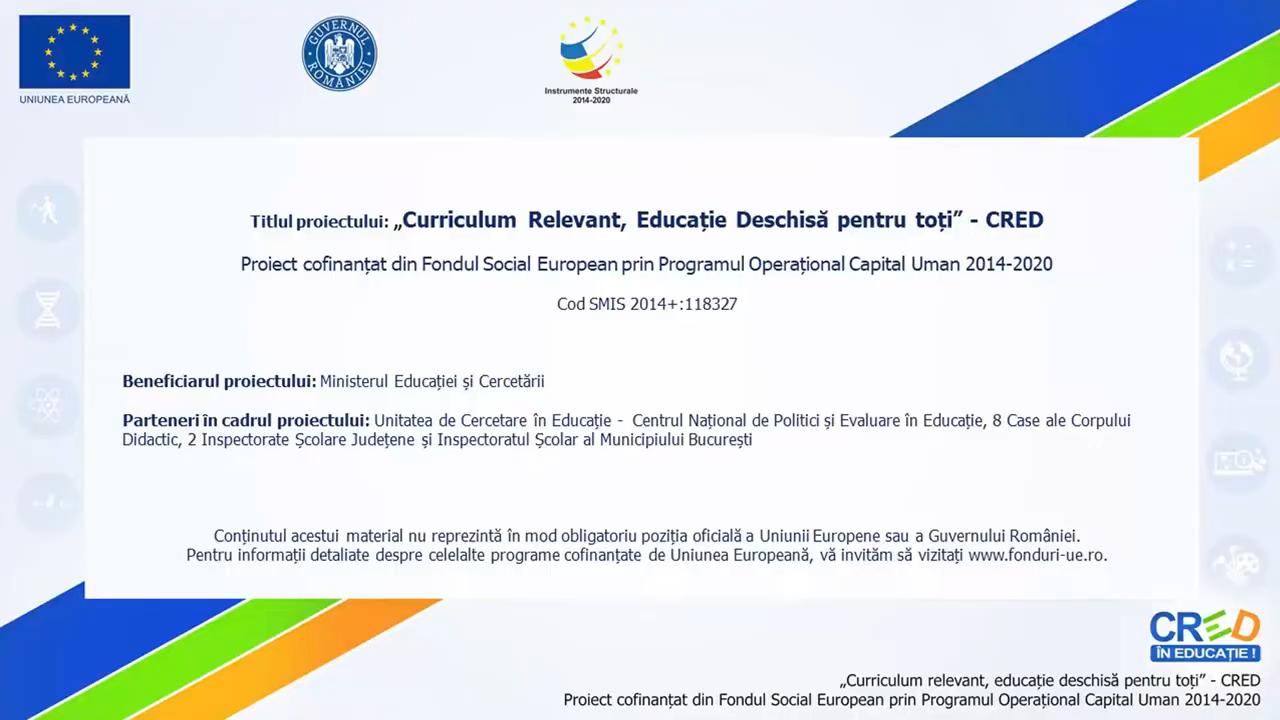 UNIUNEA EUROPEANĂ
GUVERNUL ROMÂNIEI
Instrumente Structurale
2014-2020
Titlul proiectului: „Curriculum Relevant, Educație Deschisă pentru toți” - CRED
Proiect cofinanțat din Fondul Social European prin Programul Operațional Capital Uman 2014-2020
Cod SMIS 2014+:118327
Beneficiarul proiectului: Ministerul Educației și Cercetării
Parteneri în cadrul proiectului: Unitatea de Cercetare în Educație - Centrul Național de Politici și Evaluare în Educație, 8 Case ale Corpului
Didactic, 2 Inspectorate Școlare Județene și Inspectoratul Școlar al Municipiului București
Conținutul acestui material nu reprezintă în mod obligatoriu poziția oficială a Uniunii Europene sau a Guvernului României.
Pentru informații detaliate despre celelalte programe cofinanțate de Uniunea Europeană, vă invităm să vizitați www.fonduri-ue.ro.
CRED
ÎN EDUCAȚIE !
„Curriculum relevant, educație deschisă pentru toți” - CRED
Proiect cofinanțat din Fondul Social European prin Programul Operațional Capital Uman 2014-2020